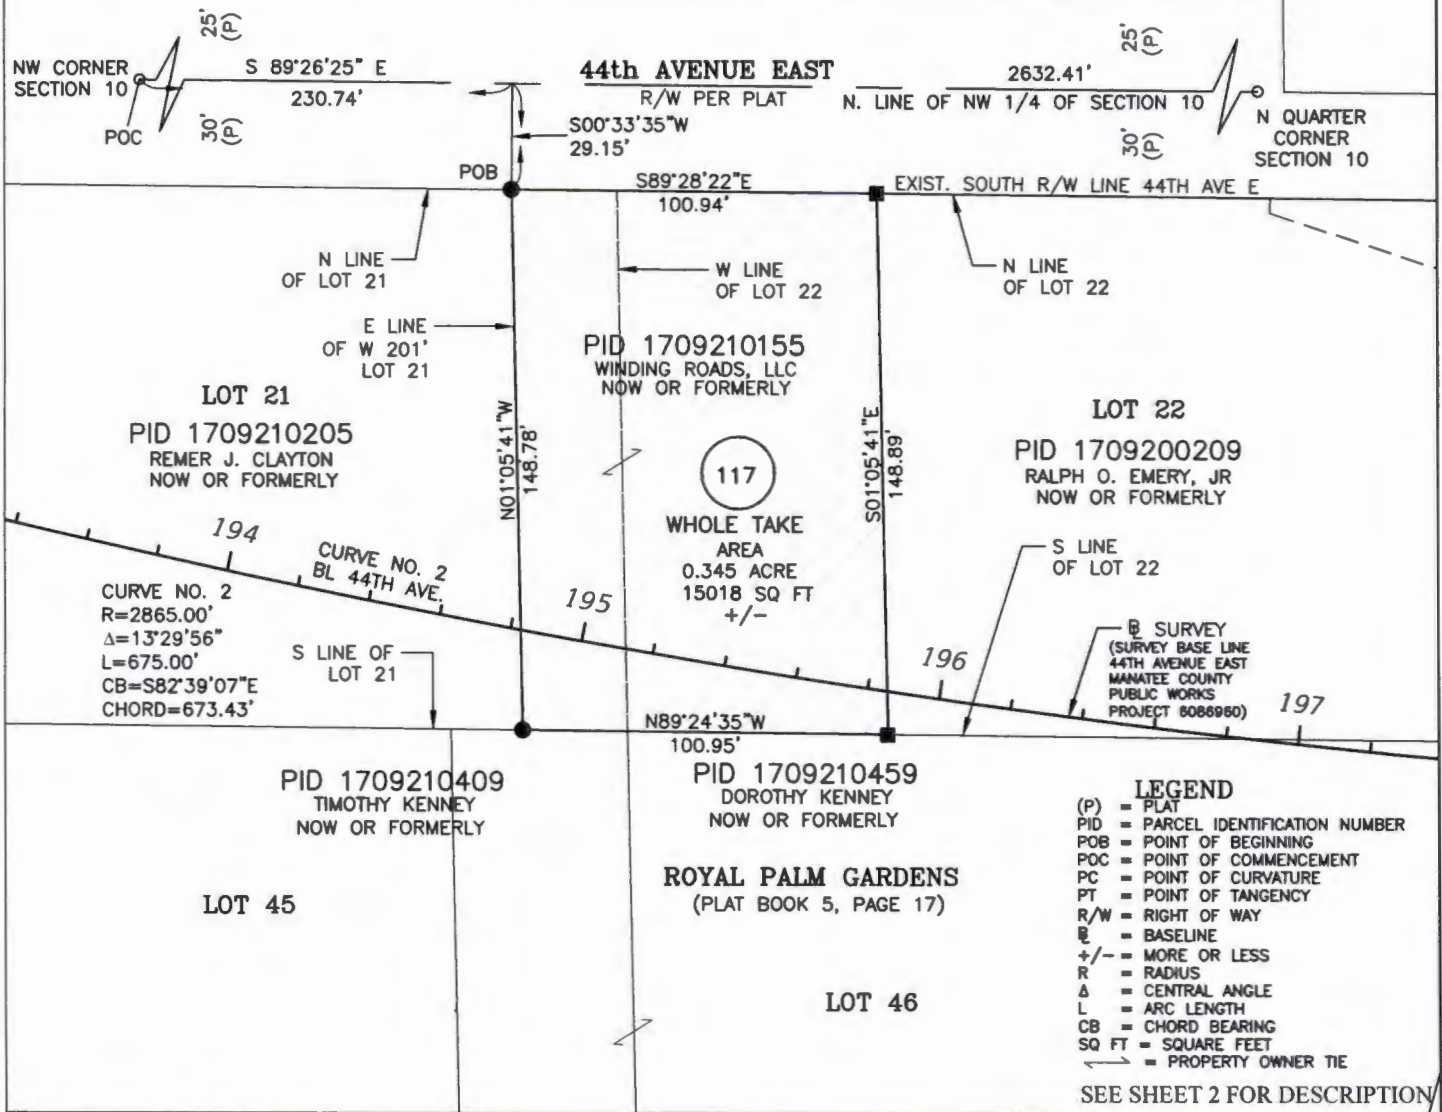 25' (P)
NW CORNER
SECTION 10
POC
30' (P)
S 89°26'25" E
230.74'
44th AVENUE EAST
R/W PER PLAT
2632.41'
N. LINE OF NW 1/4 OF SECTION 10
25' (P)
30' (P)
N QUARTER
CORNER
SECTION 10
S00°33'35"W
29.15'
POB
S89°28'22"E
100.94'
EXIST. SOUTH R/W LINE 44TH AVE E
N LINE
OF LOT 21
W LINE
OF LOT 22
N LINE
OF LOT 22
E LINE
OF W 201'
LOT 21
PID 1709210155
WINDING ROADS, LLC
NOW OR FORMERLY
LOT 21
PID 1709210205
REMER J. CLAYTON
NOW OR FORMERLY
N01°05'41"W
148.78'
117
WHOLE TAKE
AREA
0.345 ACRE
15018 SQ FT
+/-
S01°05'41"E
148.89'
LOT 22
PID 1709200209
RALPH O. EMERY, JR
NOW OR FORMERLY
194
CURVE NO. 2
BL 44TH AVE.
195
196
197
CURVE NO. 2
R=2865.00'
Δ=13°29'56"
L=675.00'
CB=S82°39'07"E
CHORD=673.43'
S LINE OF
LOT 21
S LINE
OF LOT 22
BL SURVEY
(SURVEY BASE LINE
44TH AVENUE EAST
MANATEE COUNTY
PUBLIC WORKS
PROJECT 6086960)
N89°24'35"W
100.95'
PID 1709210409
TIMOTHY KENNEY
NOW OR FORMERLY
PID 1709210459
DOROTHY KENNEY
NOW OR FORMERLY
LOT 45
ROYAL PALM GARDENS
(PLAT BOOK 5, PAGE 17)
LOT 46
LEGEND
(P) = PLAT
PID = PARCEL IDENTIFICATION NUMBER
POB = POINT OF BEGINNING
POC = POINT OF COMMENCEMENT
PC = POINT OF CURVATURE
PT = POINT OF TANGENCY
R/W = RIGHT OF WAY
BL = BASELINE
+/- = MORE OR LESS
R = RADIUS
Δ = CENTRAL ANGLE
L = ARC LENGTH
CB = CHORD BEARING
SQ FT = SQUARE FEET
= PROPERTY OWNER TIE
SEE SHEET 2 FOR DESCRIPTION